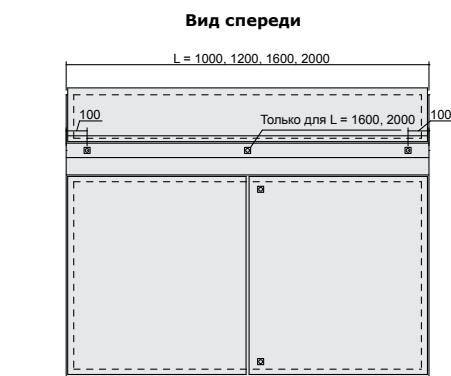 Вид спереди
L = 1000, 1200, 1600, 2000
100
Только для L = 1600, 2000
100